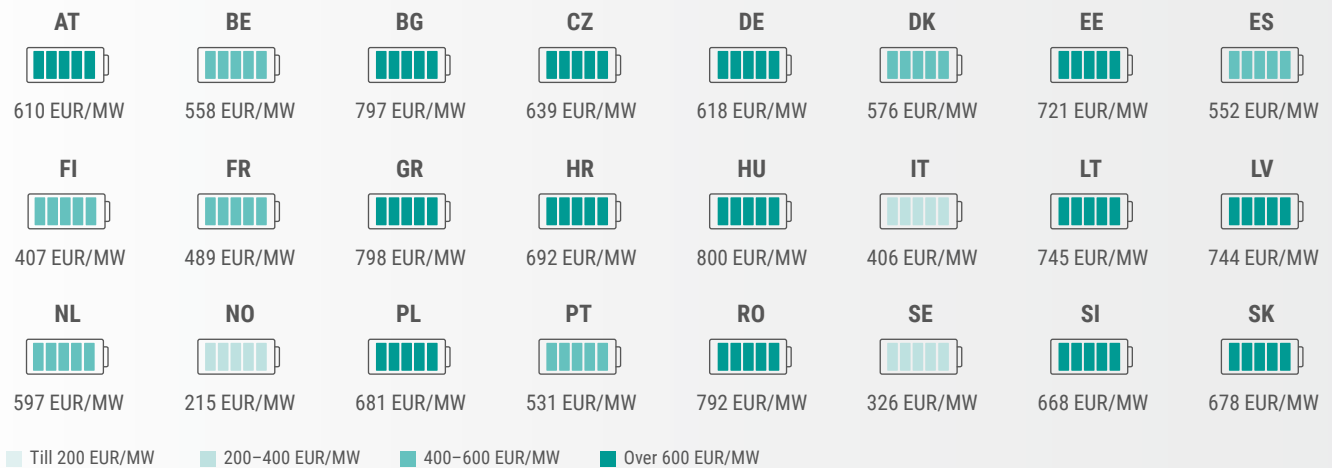 AT BE BG CZ DE DK EE ES
610 EUR/MW 558 EUR/MW 797 EUR/MW 639 EUR/MW 618 EUR/MW 576 EUR/MW 721 EUR/MW 552 EUR/MW
FI FR GR HR HU IT LT LV
407 EUR/MW 489 EUR/MW 798 EUR/MW 692 EUR/MW 800 EUR/MW 406 EUR/MW 745 EUR/MW 744 EUR/MW
NL NO PL PT RO SE SI SK
597 EUR/MW 215 EUR/MW 681 EUR/MW 531 EUR/MW 792 EUR/MW 326 EUR/MW 668 EUR/MW 678 EUR/MW
Till 200 EUR/MW 200–400 EUR/MW 400–600 EUR/MW Over 600 EUR/MW